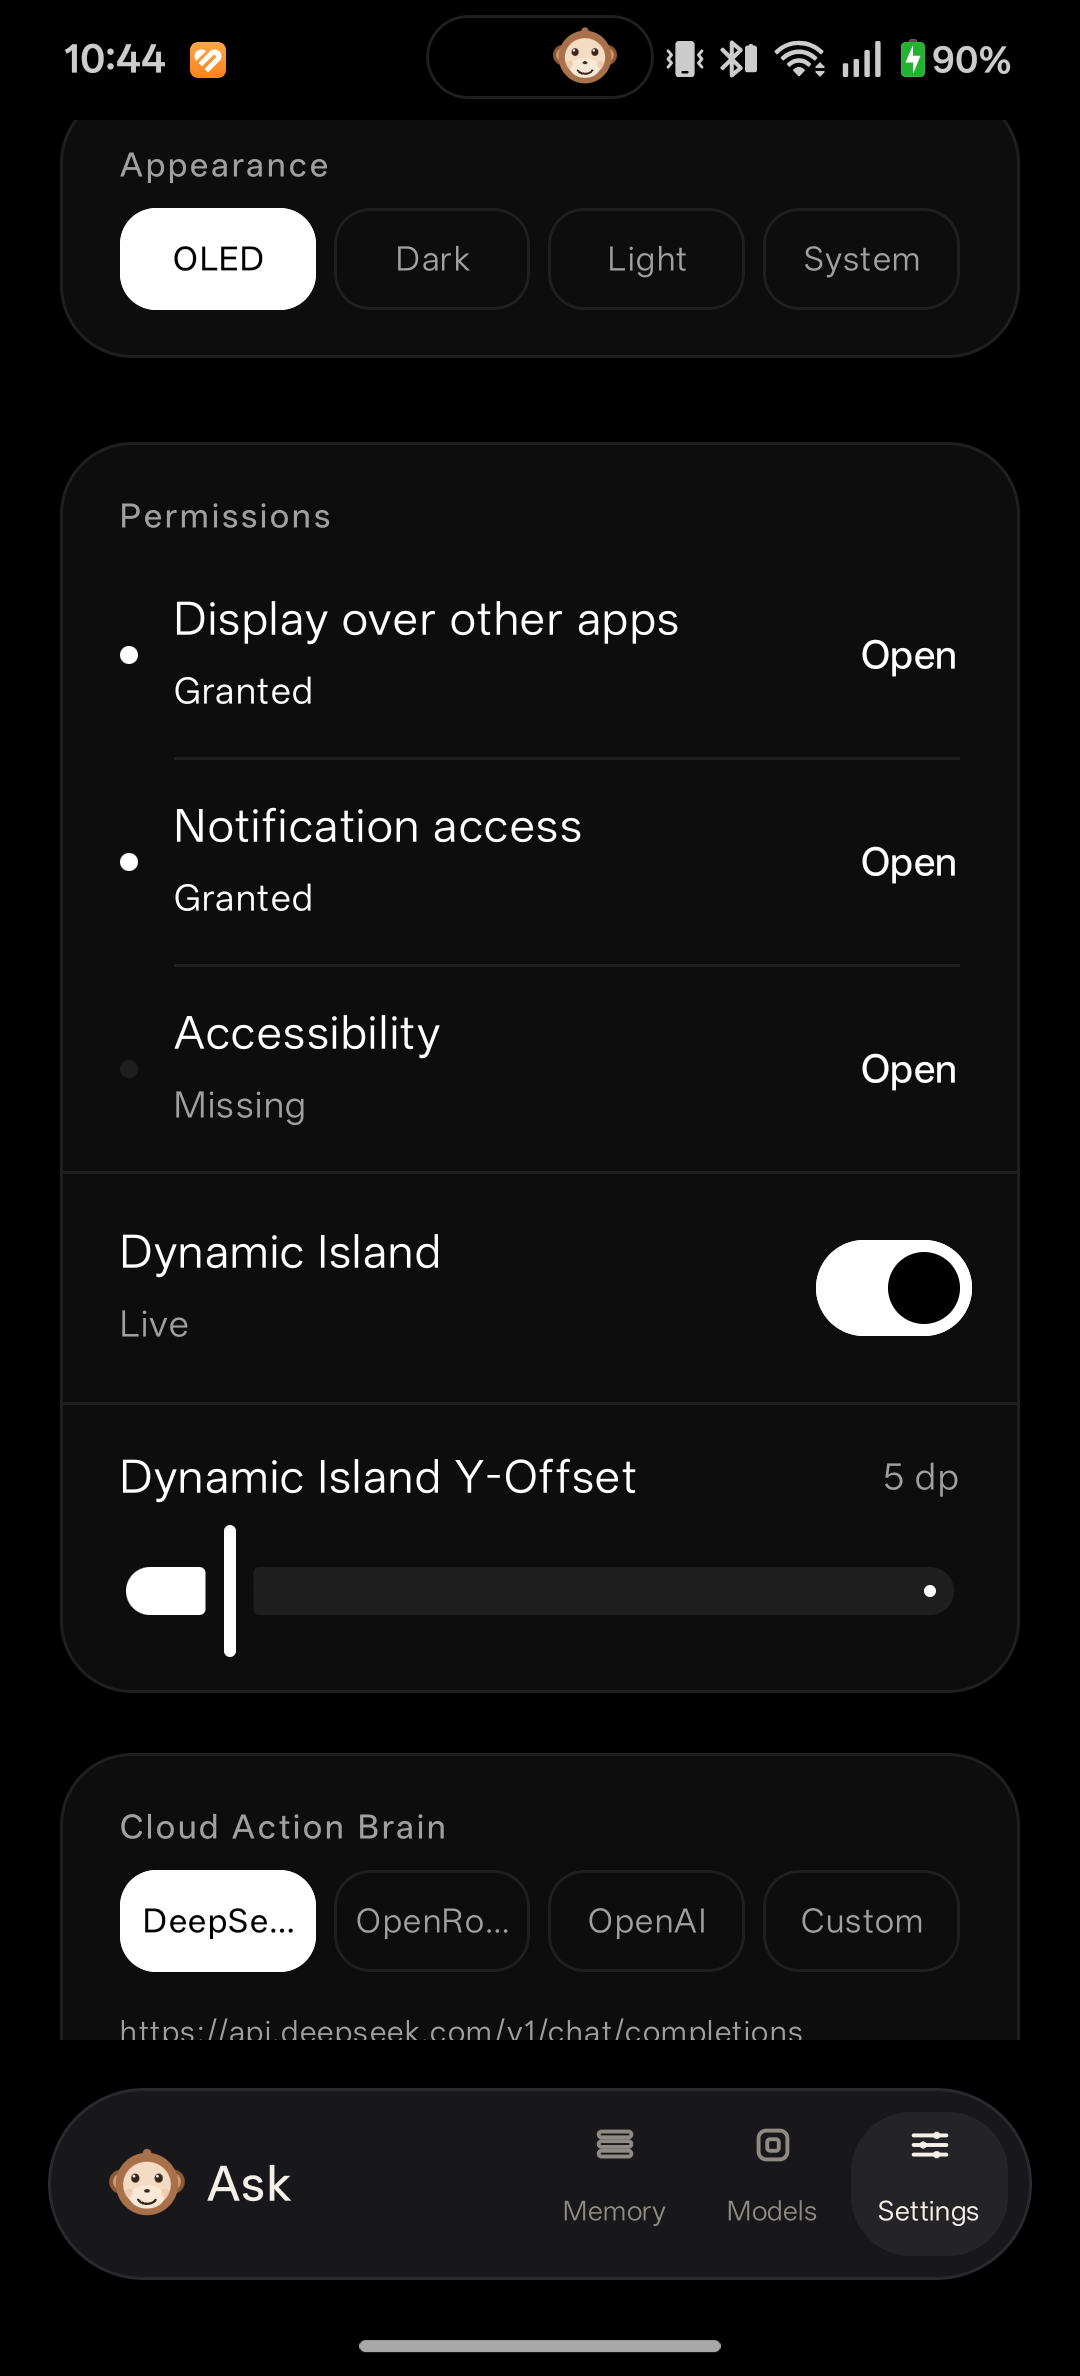 10:44
90%
Appearance
OLED
Dark
Light
System
Permissions
Display over other apps
Granted
Open
Notification access
Granted
Open
Accessibility
Missing
Open
Dynamic Island
Live
Dynamic Island Y-Offset
5 dp
Cloud Action Brain
DeepSe...
OpenRo...
OpenAI
Custom
https://api.deepseek.com/v1/chat/completions
Ask
Memory
Models
Settings